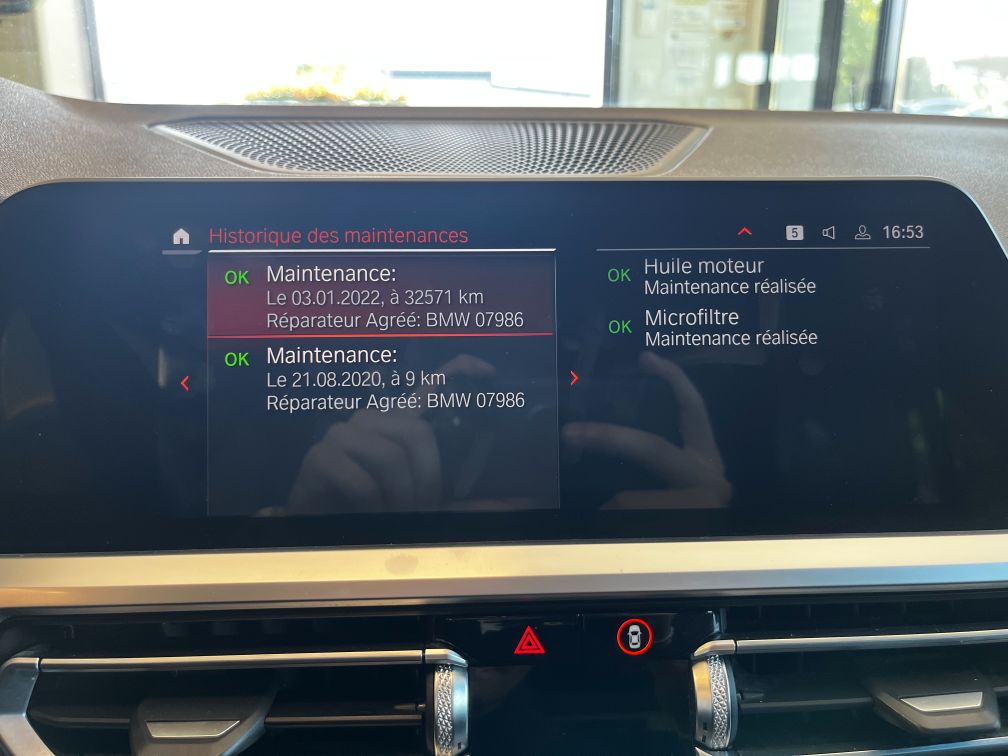 Historique des maintenances
5
16:53
OK Maintenance:
Le 03.01.2022, à 32571 km
Réparateur Agréé: BMW 07986
OK Maintenance:
Le 21.08.2020, à 9 km
Réparateur Agréé: BMW 07986
OK Huile moteur
Maintenance réalisée
OK Microfiltre
Maintenance réalisée